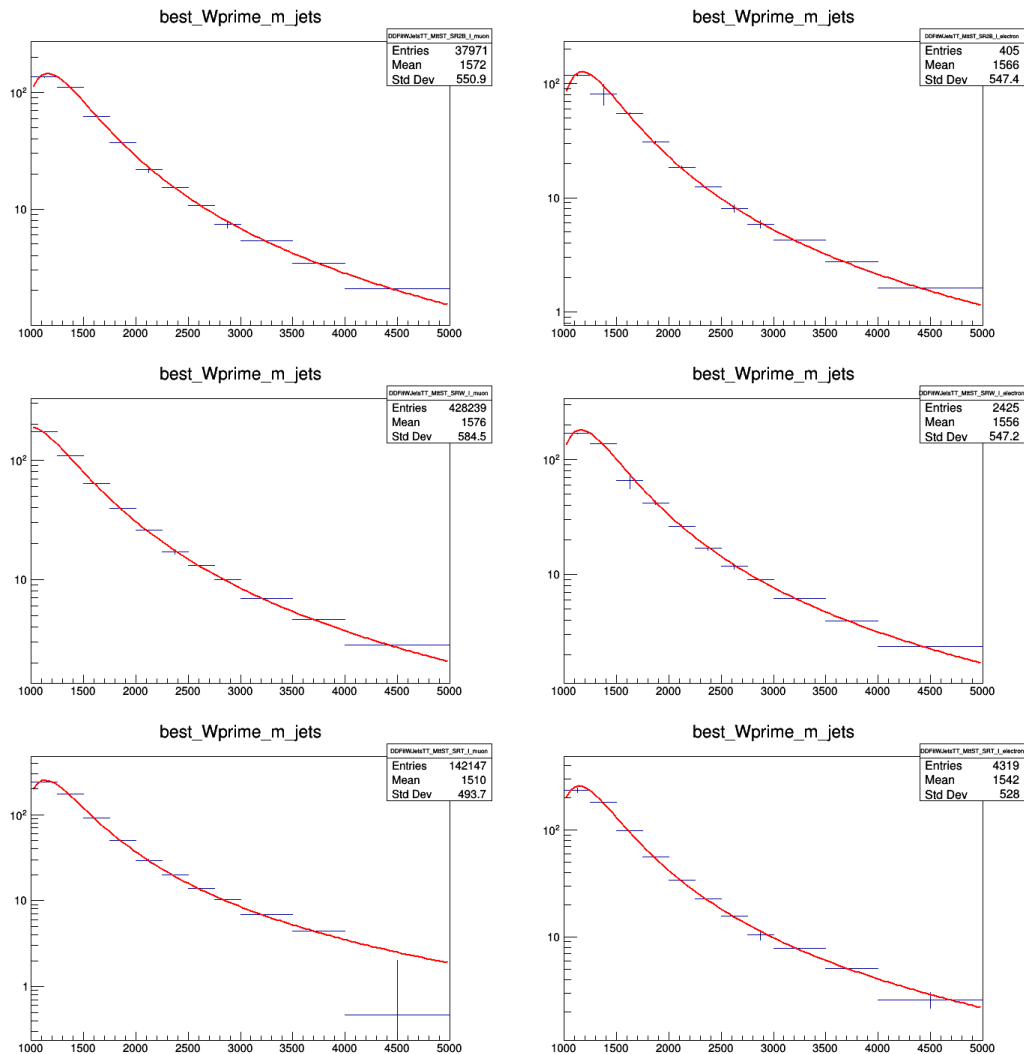 best_Wprime_m_jets
DDFitWJetsTT_MttST_SR2B_I_muon
Entries 37971
Mean 1572
Std Dev 550.9
10²
10
1000 1500 2000 2500 3000 3500 4000 4500 5000
best_Wprime_m_jets
DDFitWJetsTT_MttST_SR2B_I_electron
Entries 405
Mean 1566
Std Dev 547.4
10²
10
1
1000 1500 2000 2500 3000 3500 4000 4500 5000
best_Wprime_m_jets
DDFitWJetsTT_MttST_SRW_I_muon
Entries 428239
Mean 1576
Std Dev 584.5
10²
10
1000 1500 2000 2500 3000 3500 4000 4500 5000
best_Wprime_m_jets
DDFitWJetsTT_MttST_SRW_I_electron
Entries 2425
Mean 1556
Std Dev 547.2
10²
10
1000 1500 2000 2500 3000 3500 4000 4500 5000
best_Wprime_m_jets
DDFitWJetsTT_MttST_SRT_I_muon
Entries 142147
Mean 1510
Std Dev 493.7
10²
10
1
1000 1500 2000 2500 3000 3500 4000 4500 5000
best_Wprime_m_jets
DDFitWJetsTT_MttST_SRT_I_electron
Entries 4319
Mean 1542
Std Dev 528
10²
10
1000 1500 2000 2500 3000 3500 4000 4500 5000